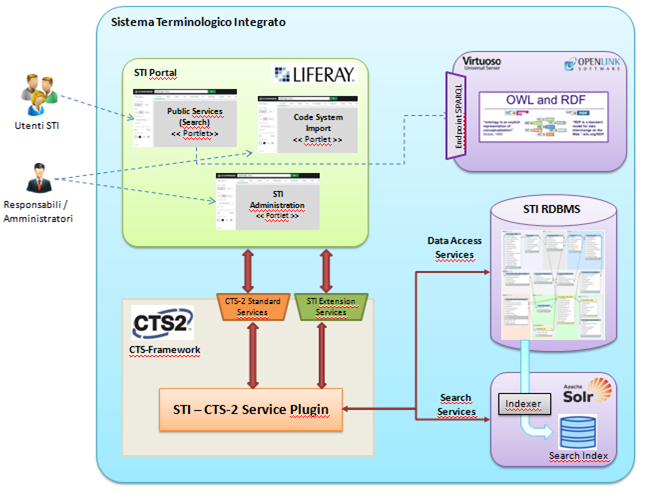 Sistema Terminologico Integrato
STI Portal
LIFERAY.
Public Services
(Search)
<< Portlet>>
Code System
Import
<< Portlet>>
STI
Administration
<< Portlet>>
Utenti STI
Responsabili /
Amministratori
Virtuoso
Universal Server
OPENLINK
SOFTWARE
Endpoint SPARQL
OWL and RDF
STI RDBMS
Data Access
Services
CTS-2 Standard
Services
STI Extension
Services
CTS2
CTS-Framework
STI – CTS-2 Service Plugin
Search
Services
Apache
Solr
Indexer
Search Index